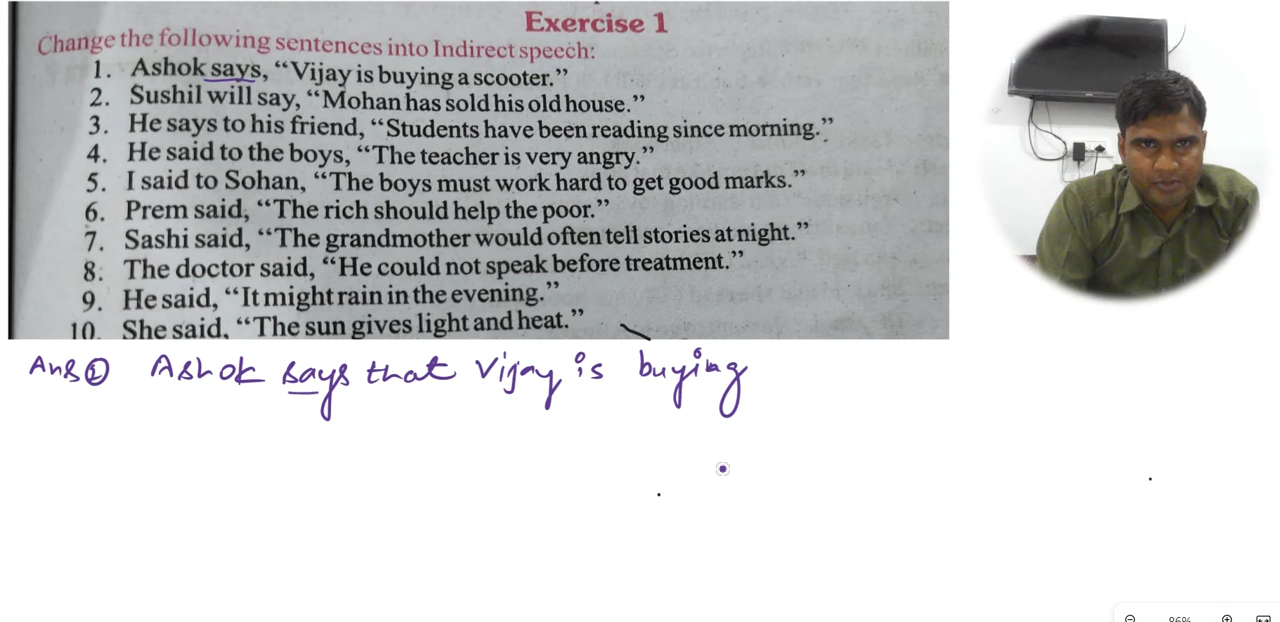 Exercise 1
Change the following sentences into Indirect speech:
1. Ashok says, “Vijay is buying a scooter.”
2. Sushil will say, “Mohan has sold his old house.”
3. He says to his friend, “Students have been reading since morning.”
4. He said to the boys, “The teacher is very angry.”
5. I said to Sohan, “The boys must work hard to get good marks.”
6. Prem said, “The rich should help the poor.”
7. Sashi said, “The grandmother would often tell stories at night.”
8. The doctor said, “He could not speak before treatment.”
9. He said, “It might rain in the evening.”
10. She said, “The sun gives light and heat.”
Ans ① Ashok says that Vijay is buying
96%